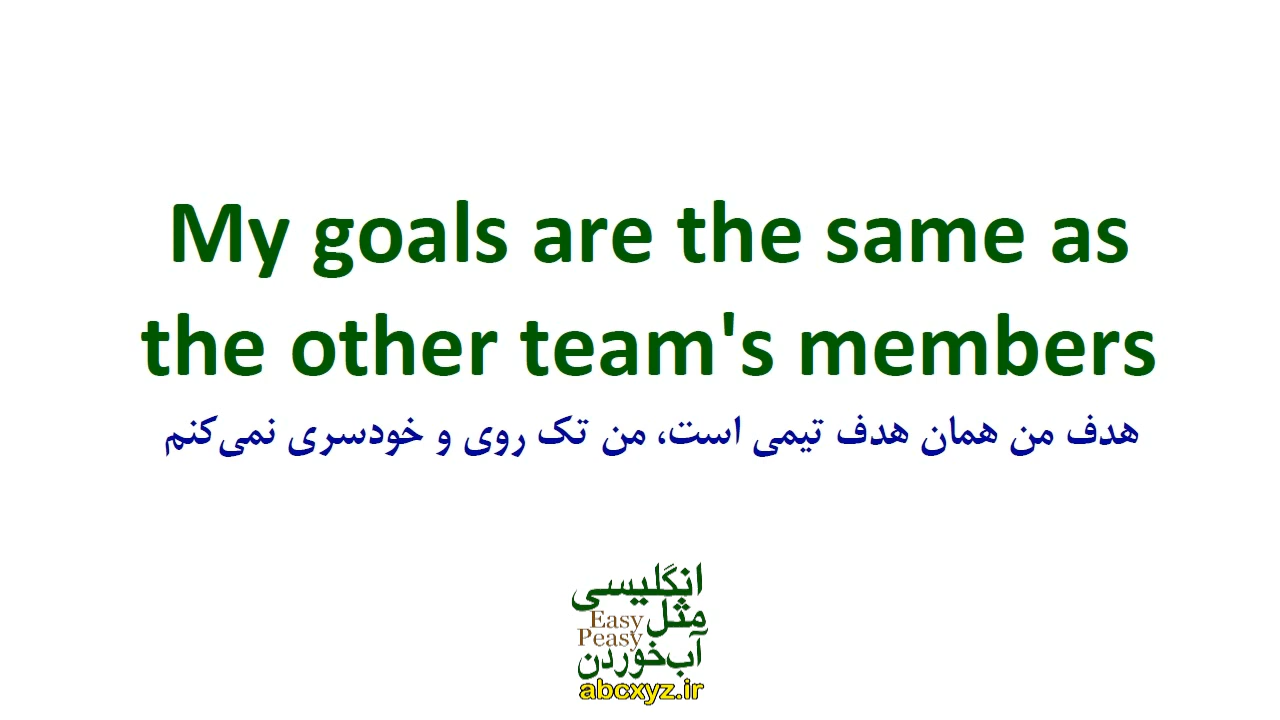 My goals are the same as
the other team's members
هدف من همان هدف تیمی است، من تک روی و خودسری نمی‌کنم
انگلیسی
مثل
Easy
Peasy
آب‌خوردن
abcxyz.ir